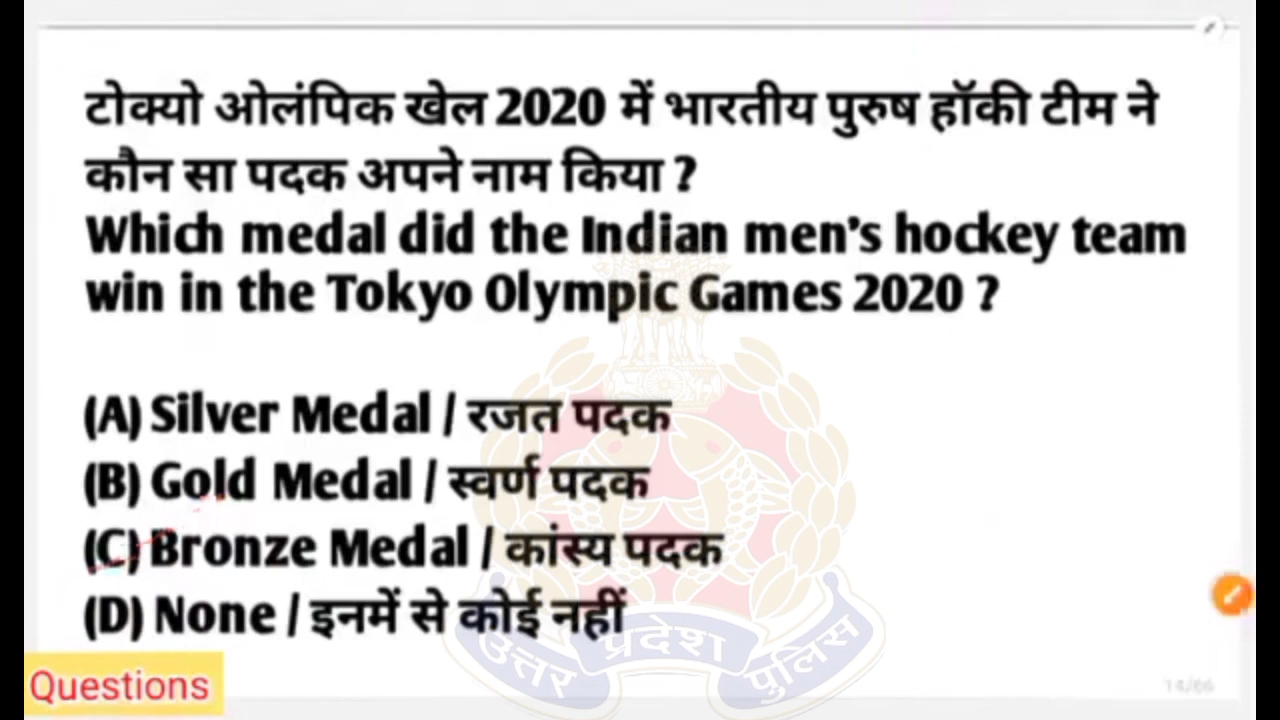 टोक्यो ओलंपिक खेल 2020 में भारतीय पुरुष हॉकी टीम ने
कौन सा पदक अपने नाम किया ?
Which medal did the Indian men's hockey team
win in the Tokyo Olympic Games 2020 ?
(A) Silver Medal / रजत पदक
(B) Gold Medal / स्वर्ण पदक
(C) Bronze Medal / कांस्य पदक
(D) None / इनमें से कोई नहीं
उत्तर प्रदेश पुलिस
Questions
14/66